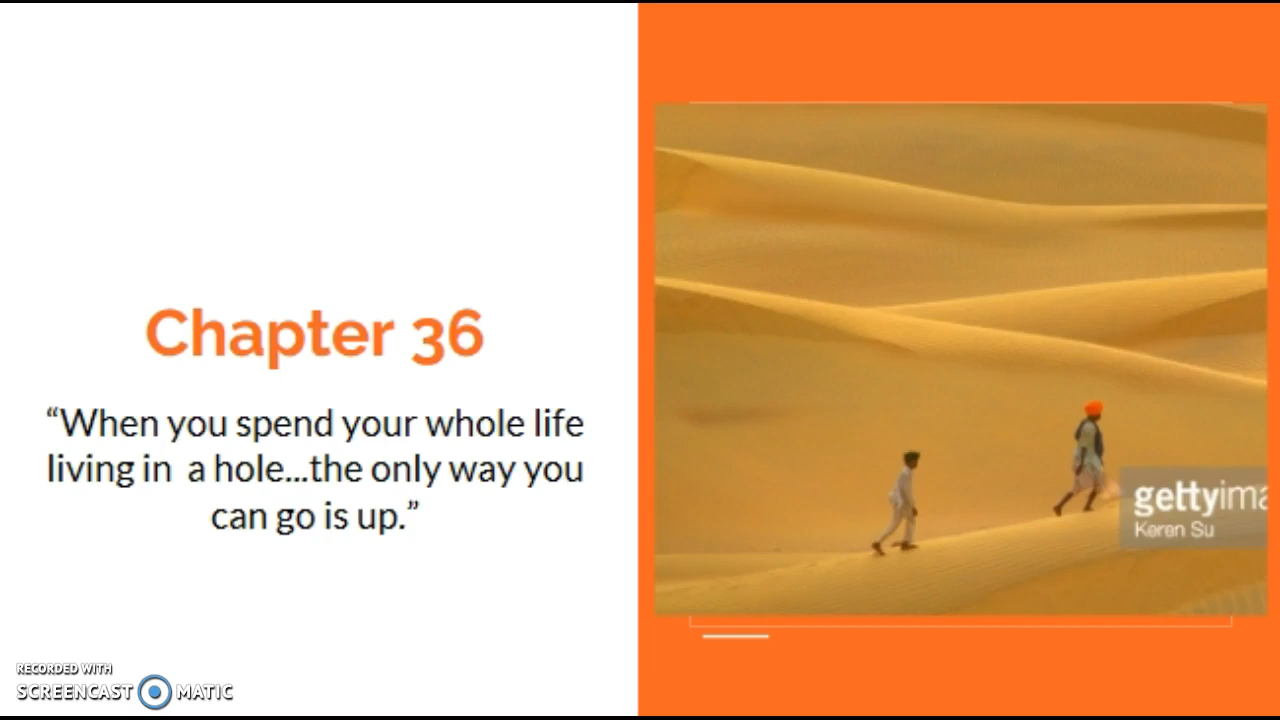 Chapter 36
“When you spend your whole life
living in a hole...the only way you
can go is up.”
gettyima
Keren Su
RECORDED WITH
SCREENCAST MATIC